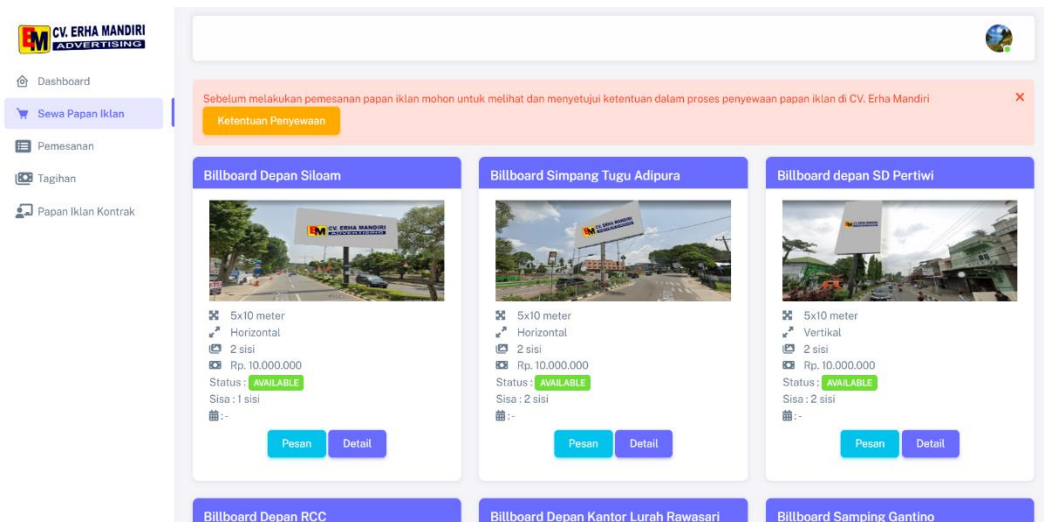 CV. ERHA MANDIRI
ADVERTISING
Dashboard
Sewa Papan Iklan
Pemesanan
Tagihan
Papan Iklan Kontrak
Sebelum melakukan pemesanan papan iklan mohon untuk melihat dan menyetujui ketentuan dalam proses penyewaan papan iklan di CV. Erha Mandiri
Ketentuan Penyewaan
Billboard Depan Siloam
CV. ERHA MANDIRI
ADVERTISING
5x10 meter
Horizontal
2 sisi
Rp. 10.000.000
Status : AVAILABLE
Sisa : 1 sisi
: -
Pesan Detail
Billboard Simpang Tugu Adipura
5x10 meter
Horizontal
2 sisi
Rp. 10.000.000
Status : AVAILABLE
Sisa : 2 sisi
: -
Pesan Detail
Billboard depan SD Pertiwi
5x10 meter
Vertikal
2 sisi
Rp. 10.000.000
Status : AVAILABLE
Sisa : 2 sisi
: -
Pesan Detail
Billboard Depan RCC
Billboard Depan Kantor Lurah Rawasari
Billboard Samping Gantino